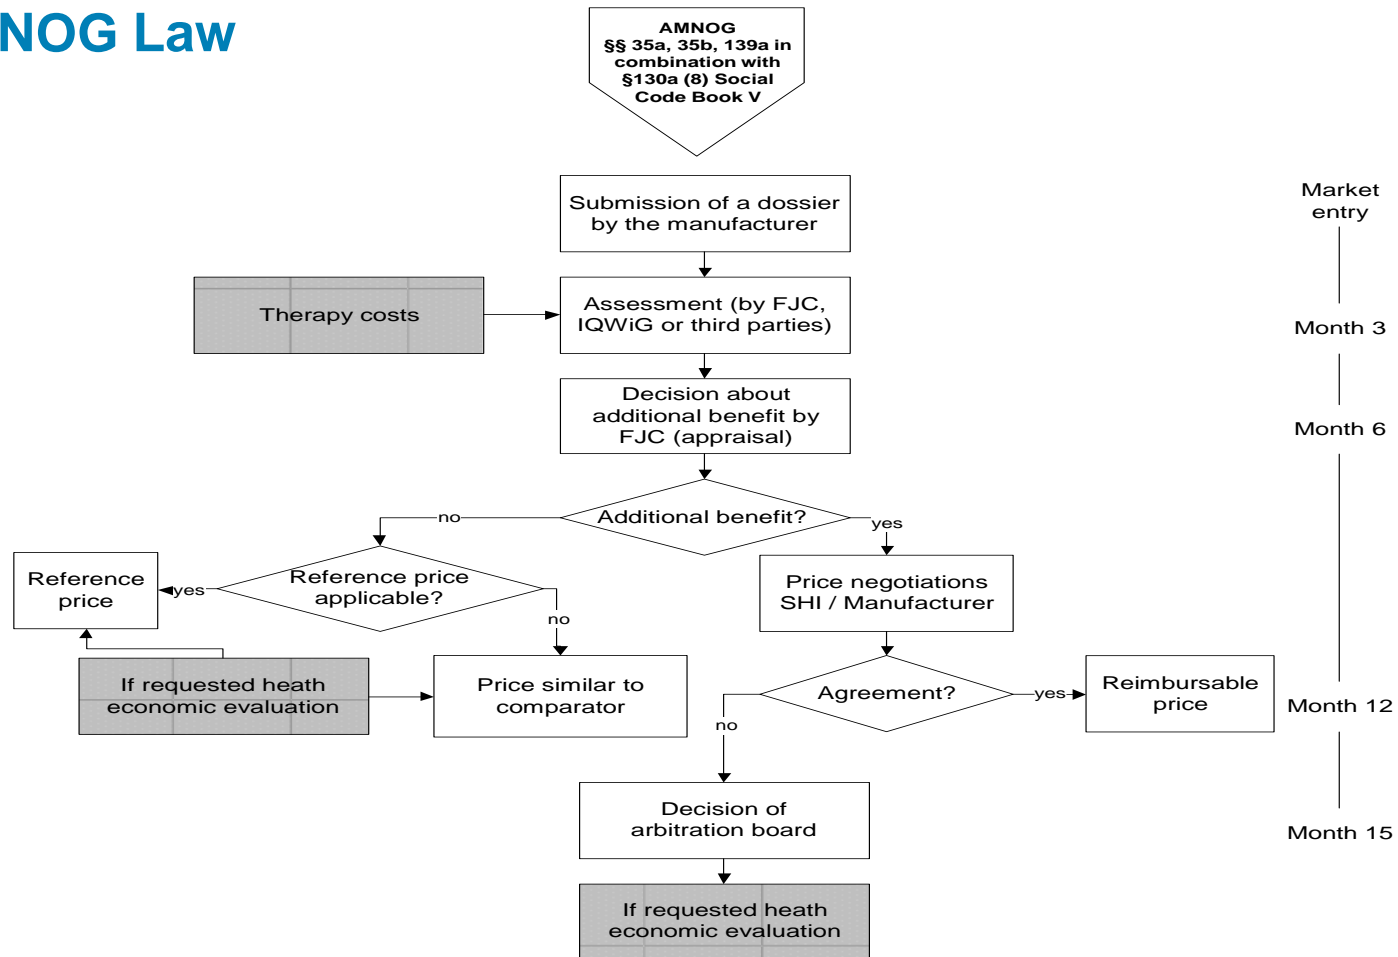 NOG Law
AMNOG
§§ 35a, 35b, 139a in
combination with
§130a (8) Social
Code Book V
Submission of a dossier
by the manufacturer
Market
entry
Therapy costs
Assessment (by FJC,
IQWiG or third parties)
Month 3
Decision about
additional benefit by
FJC (appraisal)
Month 6
Additional benefit?
no
yes
Reference
price
yes
Reference price
applicable?
no
Price negotiations
SHI / Manufacturer
If requested heath
economic evaluation
Price similar to
comparator
Agreement?
yes
Reimbursable
price
Month 12
no
Decision of
arbitration board
Month 15
If requested heath
economic evaluation